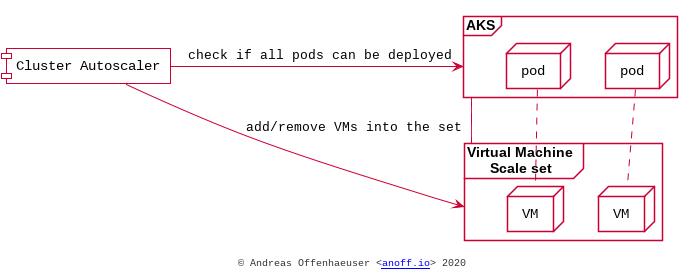 AKS
check if all pods can be deployed
Cluster Autoscaler
pod
pod
add/remove VMs into the set
Virtual Machine
Scale set
VM
VM
© Andreas Offenhaeuser <anoff.io> 2020